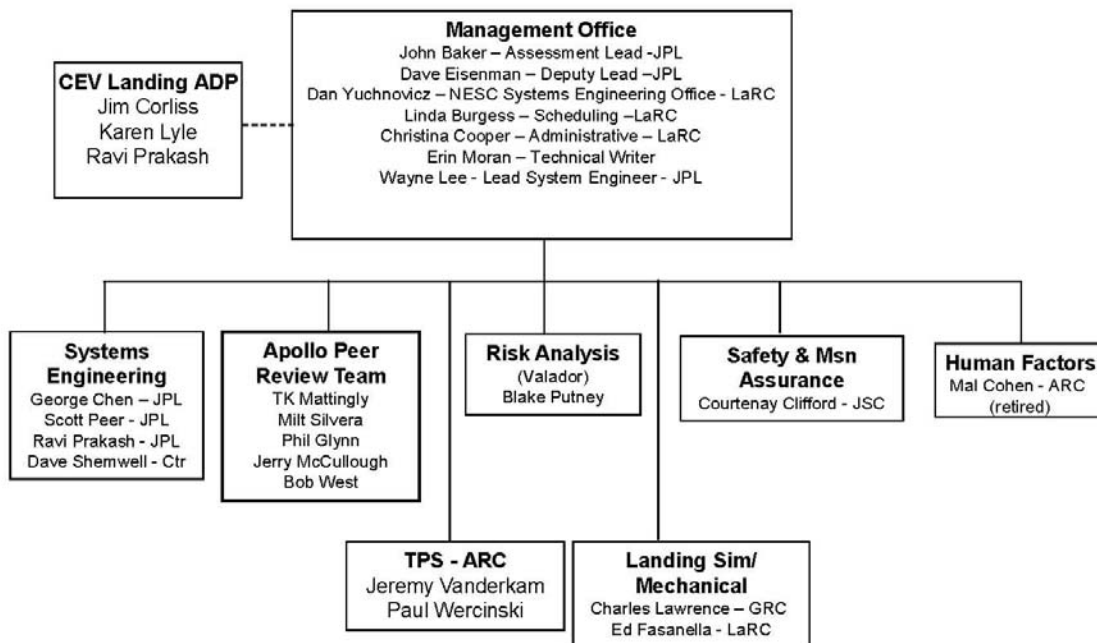 Management Office
John Baker – Assessment Lead -JPL
Dave Eisenman – Deputy Lead –JPL
Dan Yuchnovicz – NESC Systems Engineering Office - LaRC
Linda Burgess – Scheduling –LaRC
Christina Cooper – Administrative – LaRC
Erin Moran – Technical Writer
Wayne Lee - Lead System Engineer - JPL
CEV Landing ADP
Jim Corliss
Karen Lyle
Ravi Prakash
Systems
Engineering
George Chen – JPL
Scott Peer - JPL
Ravi Prakash - JPL
Dave Shemwell - Ctr
Apollo Peer
Review Team
TK Mattingly
Milt Silvera
Phil Glynn
Jerry McCullough
Bob West
Risk Analysis
(Valador)
Blake Putney
Safety & Msn
Assurance
Courtenay Clifford - JSC
Human Factors
Mal Cohen - ARC
(retired)
TPS - ARC
Jeremy Vanderkam
Paul Wercinski
Landing Sim/
Mechanical
Charles Lawrence – GRC
Ed Fasanella - LaRC